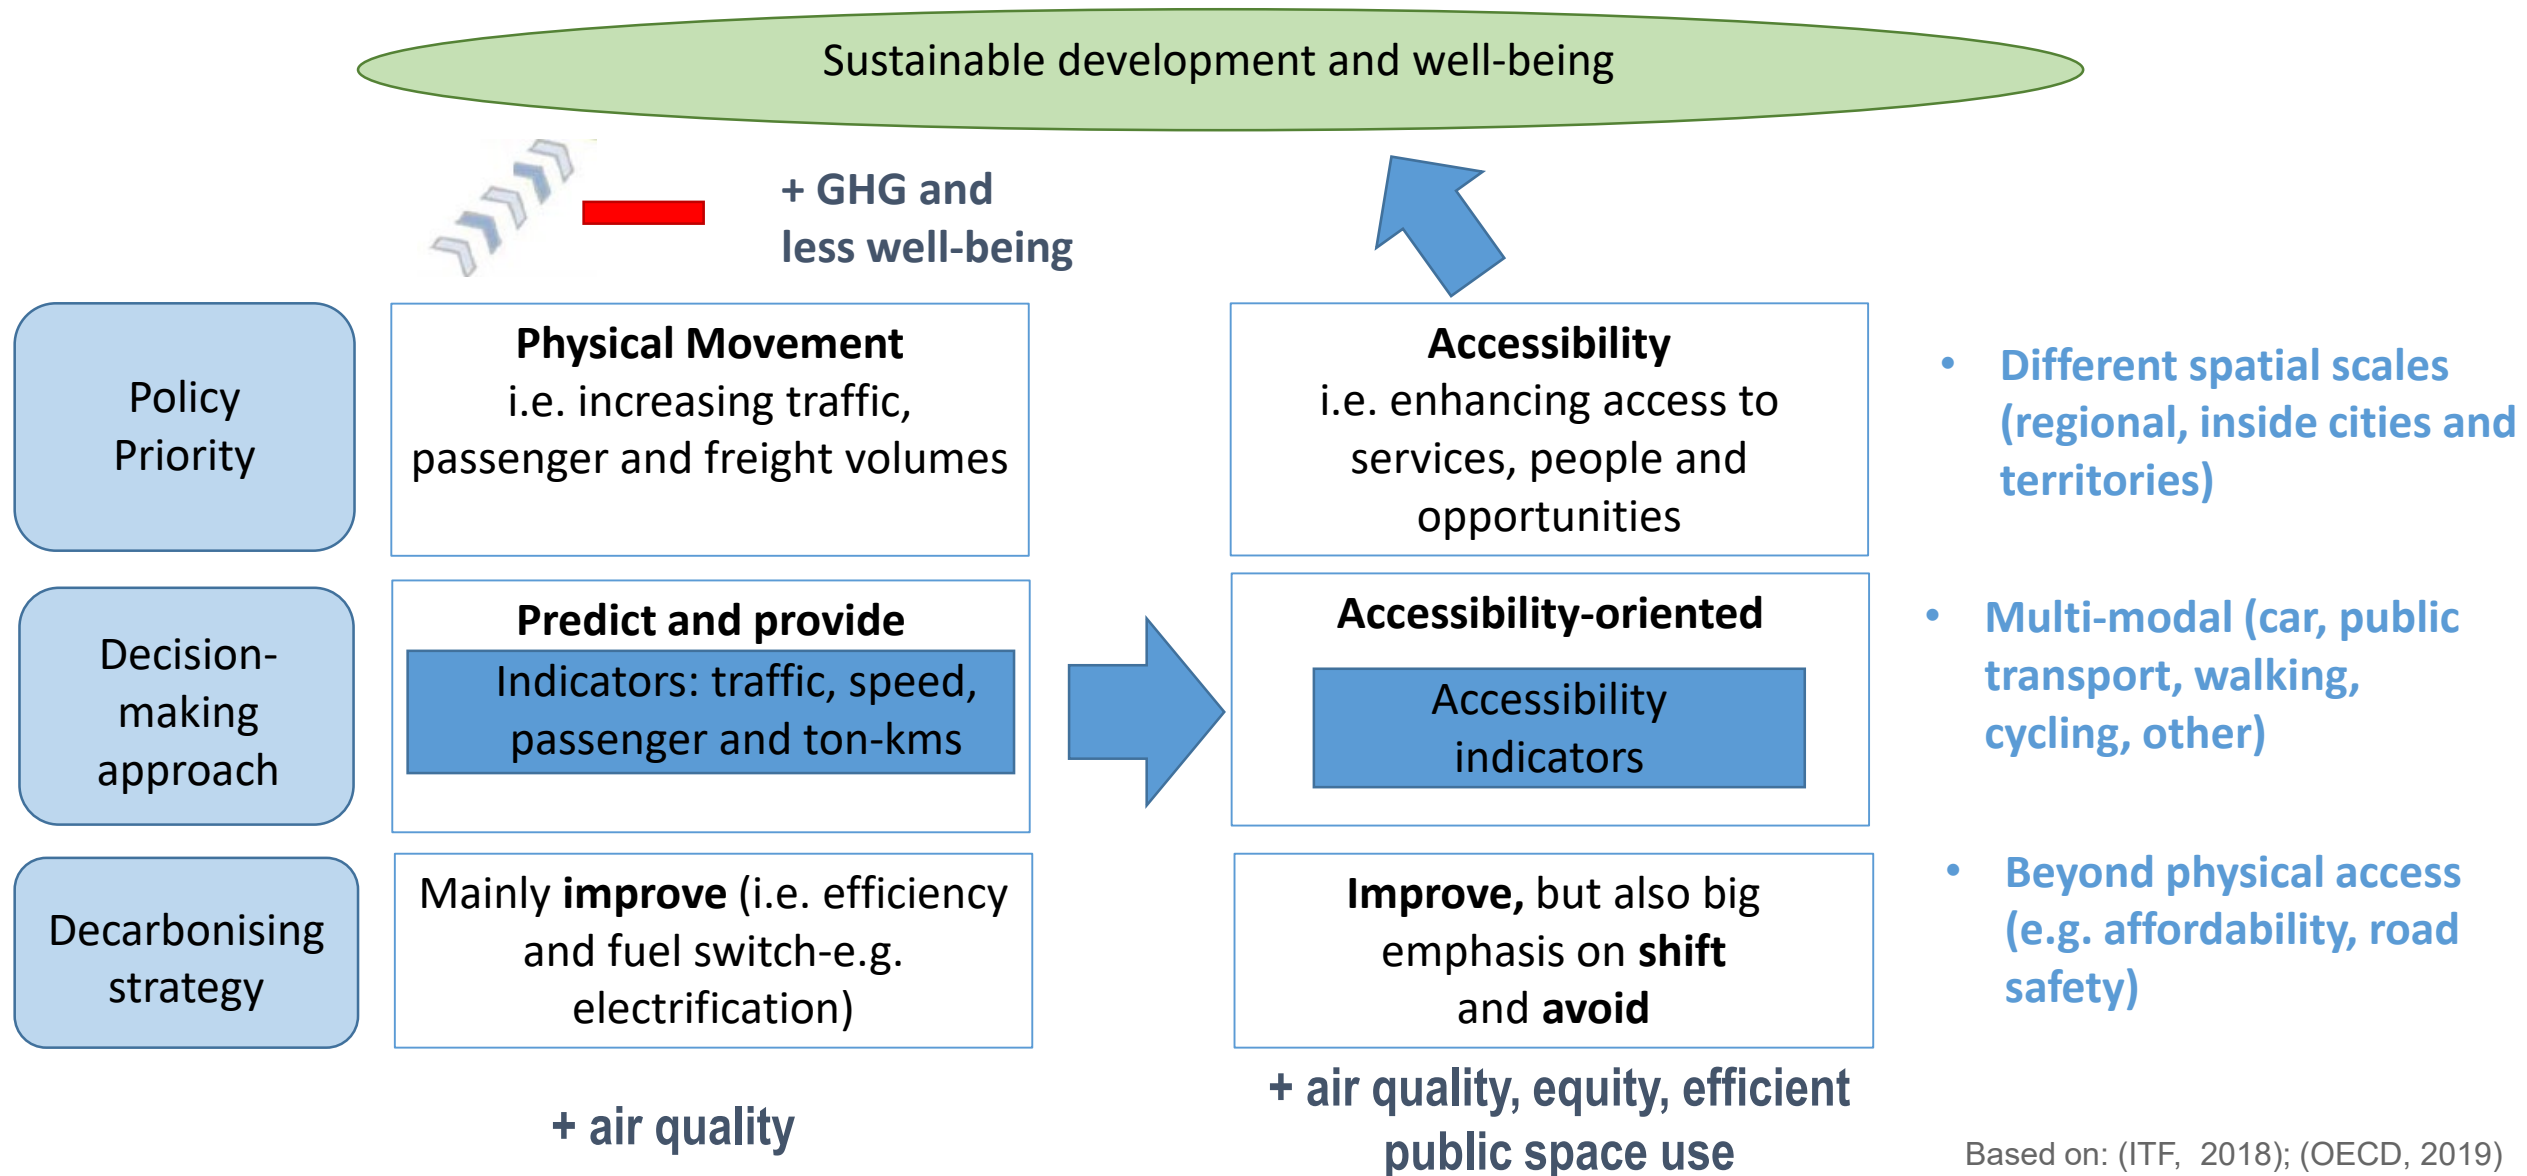 Sustainable development and well-being
+ GHG and
less well-being
Policy
Priority
Physical Movement
i.e. increasing traffic,
passenger and freight volumes
Accessibility
i.e. enhancing access to
services, people and
opportunities
• Different spatial scales
(regional, inside cities and
territories)
Decision-
making
approach
Predict and provide
Indicators: traffic, speed,
passenger and ton-kms
Accessibility-oriented
Accessibility
indicators
• Multi-modal (car, public
transport, walking,
cycling, other)
Decarbonising
strategy
Mainly improve (i.e. efficiency
and fuel switch-e.g.
electrification)
Improve, but also big
emphasis on shift
and avoid
• Beyond physical access
(e.g. affordability, road
safety)
+ air quality
+ air quality, equity, efficient
public space use
Based on: (ITF, 2018); (OECD, 2019)